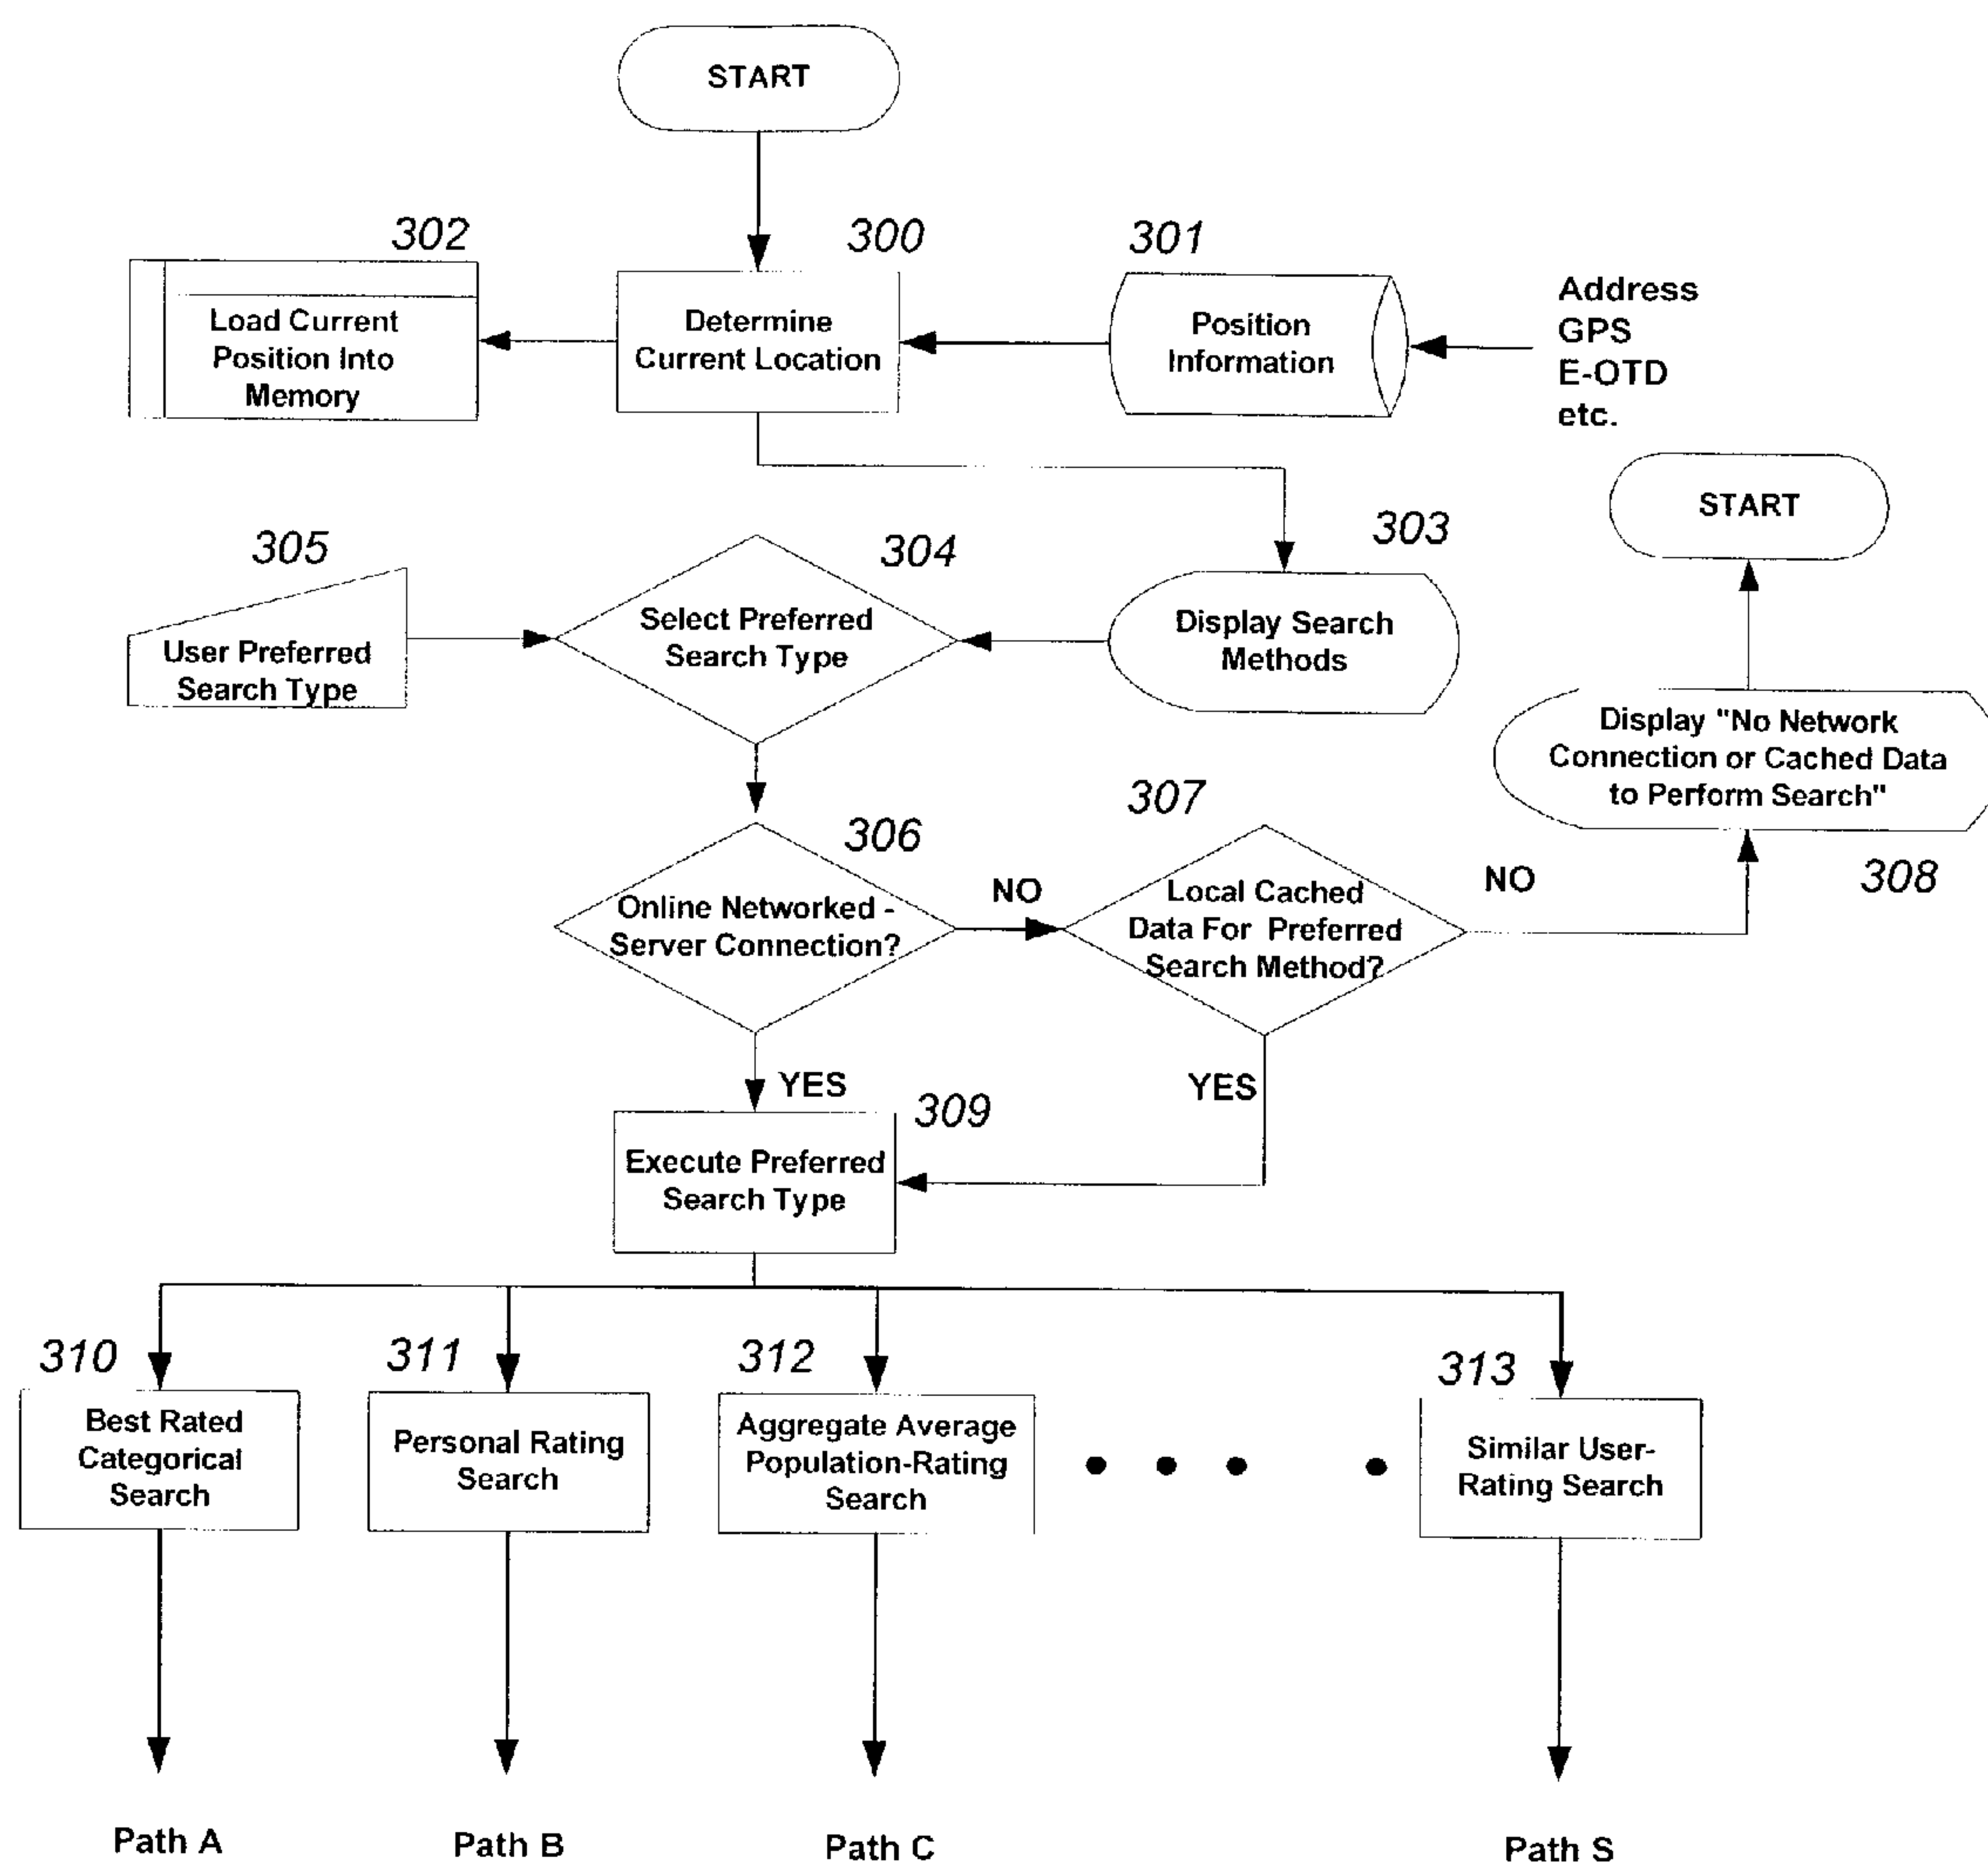 START
302
300
301
Load Current
Position Into
Memory
Determine
Current Location
Position
Information
Address
GPS
E-OTD
etc.
START
305
304
303
User Preferred
Search Type
Select Preferred
Search Type
Display Search
Methods
Display "No Network
Connection or Cached Data
to Perform Search"
308
306
307
Online Networked -
Server Connection?
NO
Local Cached
Data For Preferred
Search Method?
NO
YES
YES
309
Execute Preferred
Search Type
310
311
312
313
Best Rated
Categorical
Search
Personal Rating
Search
Aggregate Average
Population-Rating
Search
Similar User-
Rating Search
Path A
Path B
Path C
Path S